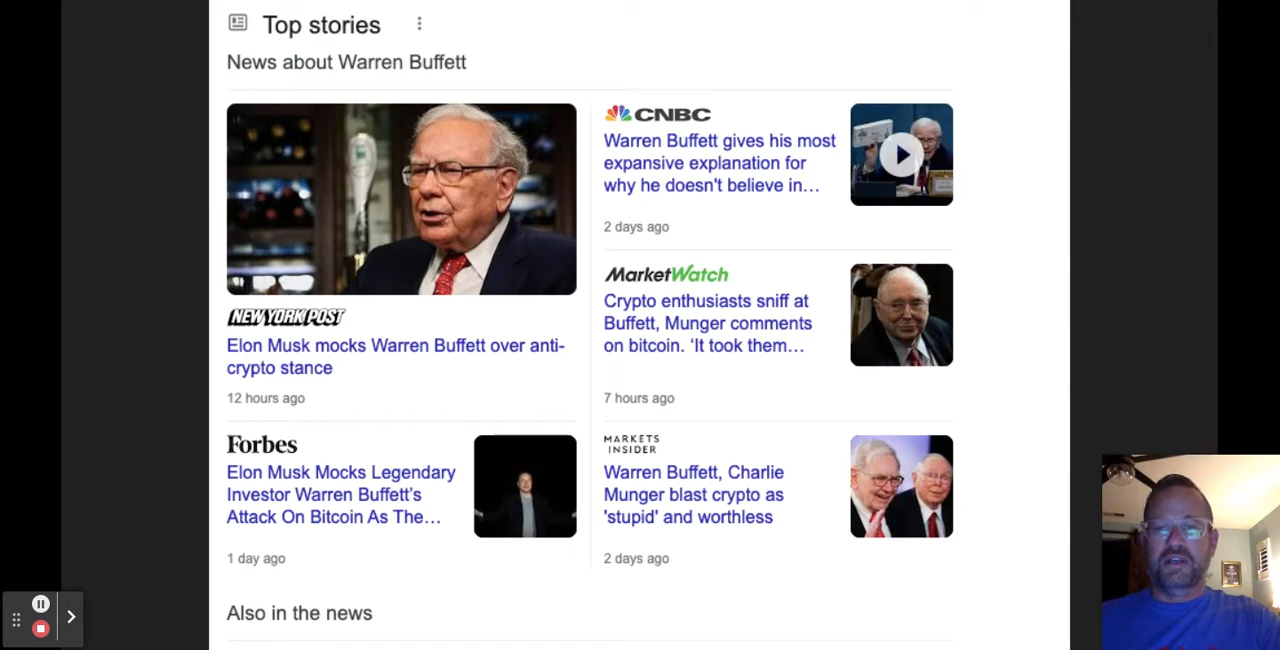 Top stories
News about Warren Buffett
NEW YORK POST
Elon Musk mocks Warren Buffett over anti-
crypto stance
12 hours ago
Forbes
Elon Musk Mocks Legendary
Investor Warren Buffett's
Attack On Bitcoin As The…
1 day ago
CNBC
Warren Buffett gives his most
expansive explanation for
why he doesn't believe in…
2 days ago
MarketWatch
Crypto enthusiasts sniff at
Buffett, Munger comments
on bitcoin. ‘It took them…
7 hours ago
MARKETS
INSIDER
Warren Buffett, Charlie
Munger blast crypto as
'stupid' and worthless
2 days ago
Also in the news